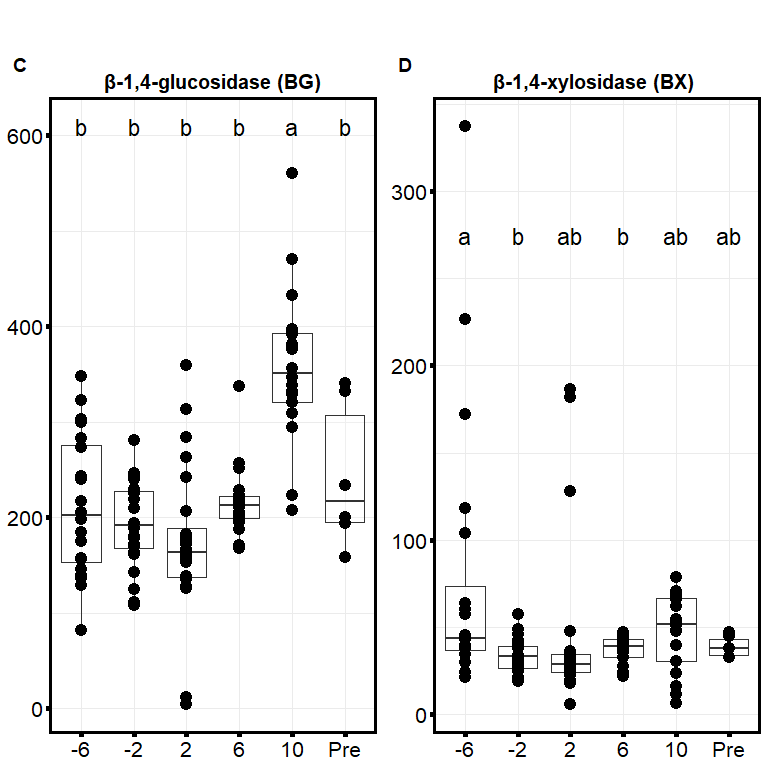 C
β-1,4-glucosidase (BG)
b b b b a b
600
400
200
0
-6 -2 2 6 10 Pre
D
β-1,4-xylosidase (BX)
300
a b ab b ab ab
200
100
0
-6 -2 2 6 10 Pre